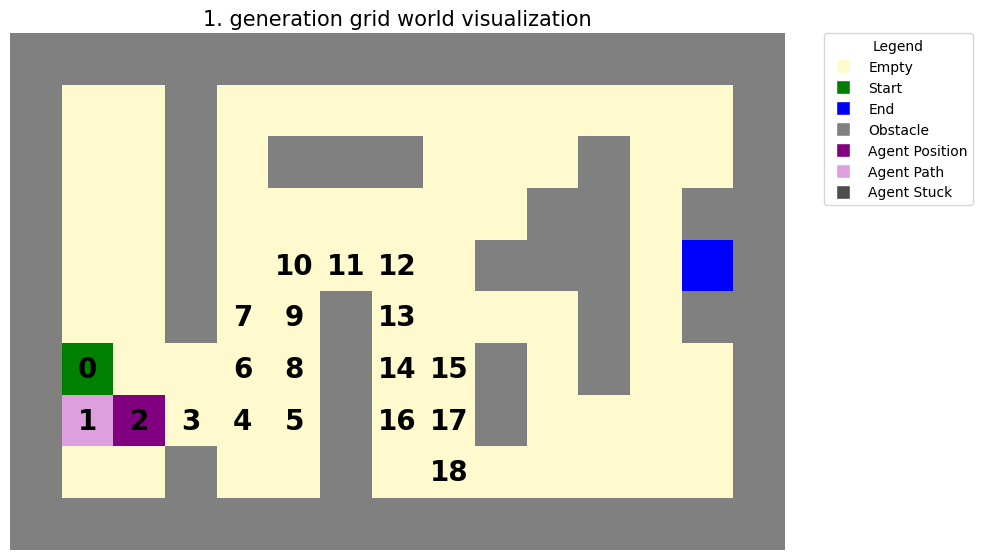 1. generation grid world visualization
Legend
Empty
Start
End
Obstacle
Agent Position
Agent Path
Agent Stuck
10 11 12
7 9 13
0 6 8 14 15
1 2 3 4 5 16 17
18